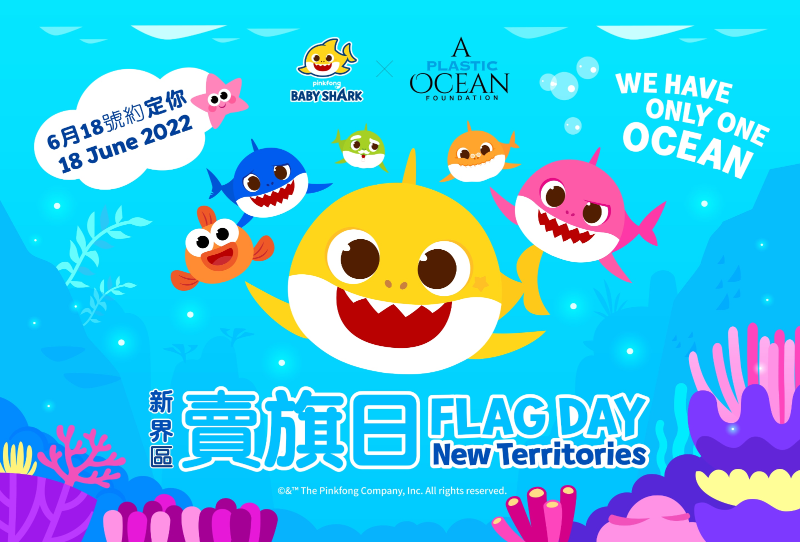 pinkfong
BABY SHARK
×
A
PLASTIC
OCEAN
FOUNDATION
6月18號約定你
18 June 2022
WE HAVE
ONLY ONE
OCEAN
新界區
賣旗日
FLAG DAY
New Territories
©&™ The Pinkfong Company, Inc. All rights reserved.